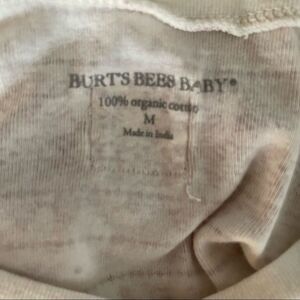 BURT'S BEES BABY®
100% organic cotton
M
Made in India